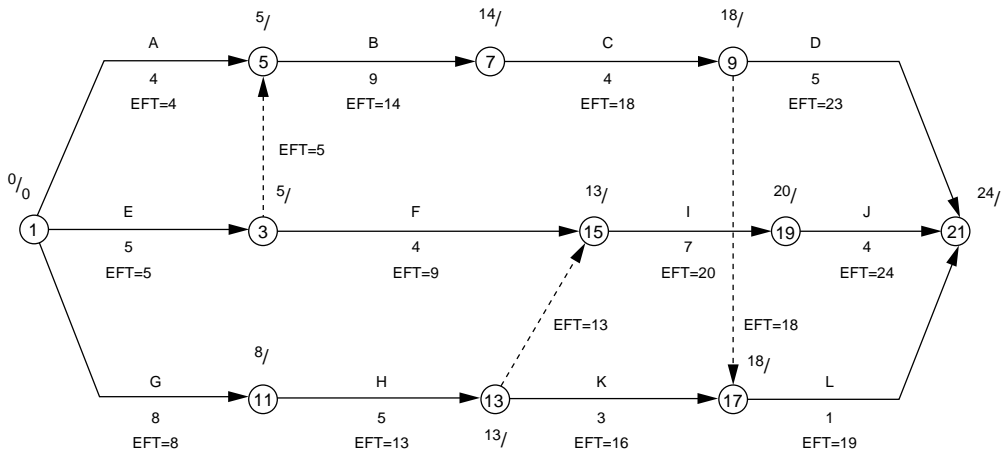 5/
14/
18/
A
B
C
D
5
7
9
4
9
4
5
EFT=4
EFT=14
EFT=18
EFT=23
EFT=5
0/0
5/
13/
20/
24/
E
F
I
J
1
3
15
19
21
5
4
7
4
EFT=5
EFT=9
EFT=20
EFT=24
EFT=13
EFT=18
8/
18/
G
H
K
L
11
13
17
8
5
3
1
13/
EFT=8
EFT=13
EFT=16
EFT=19